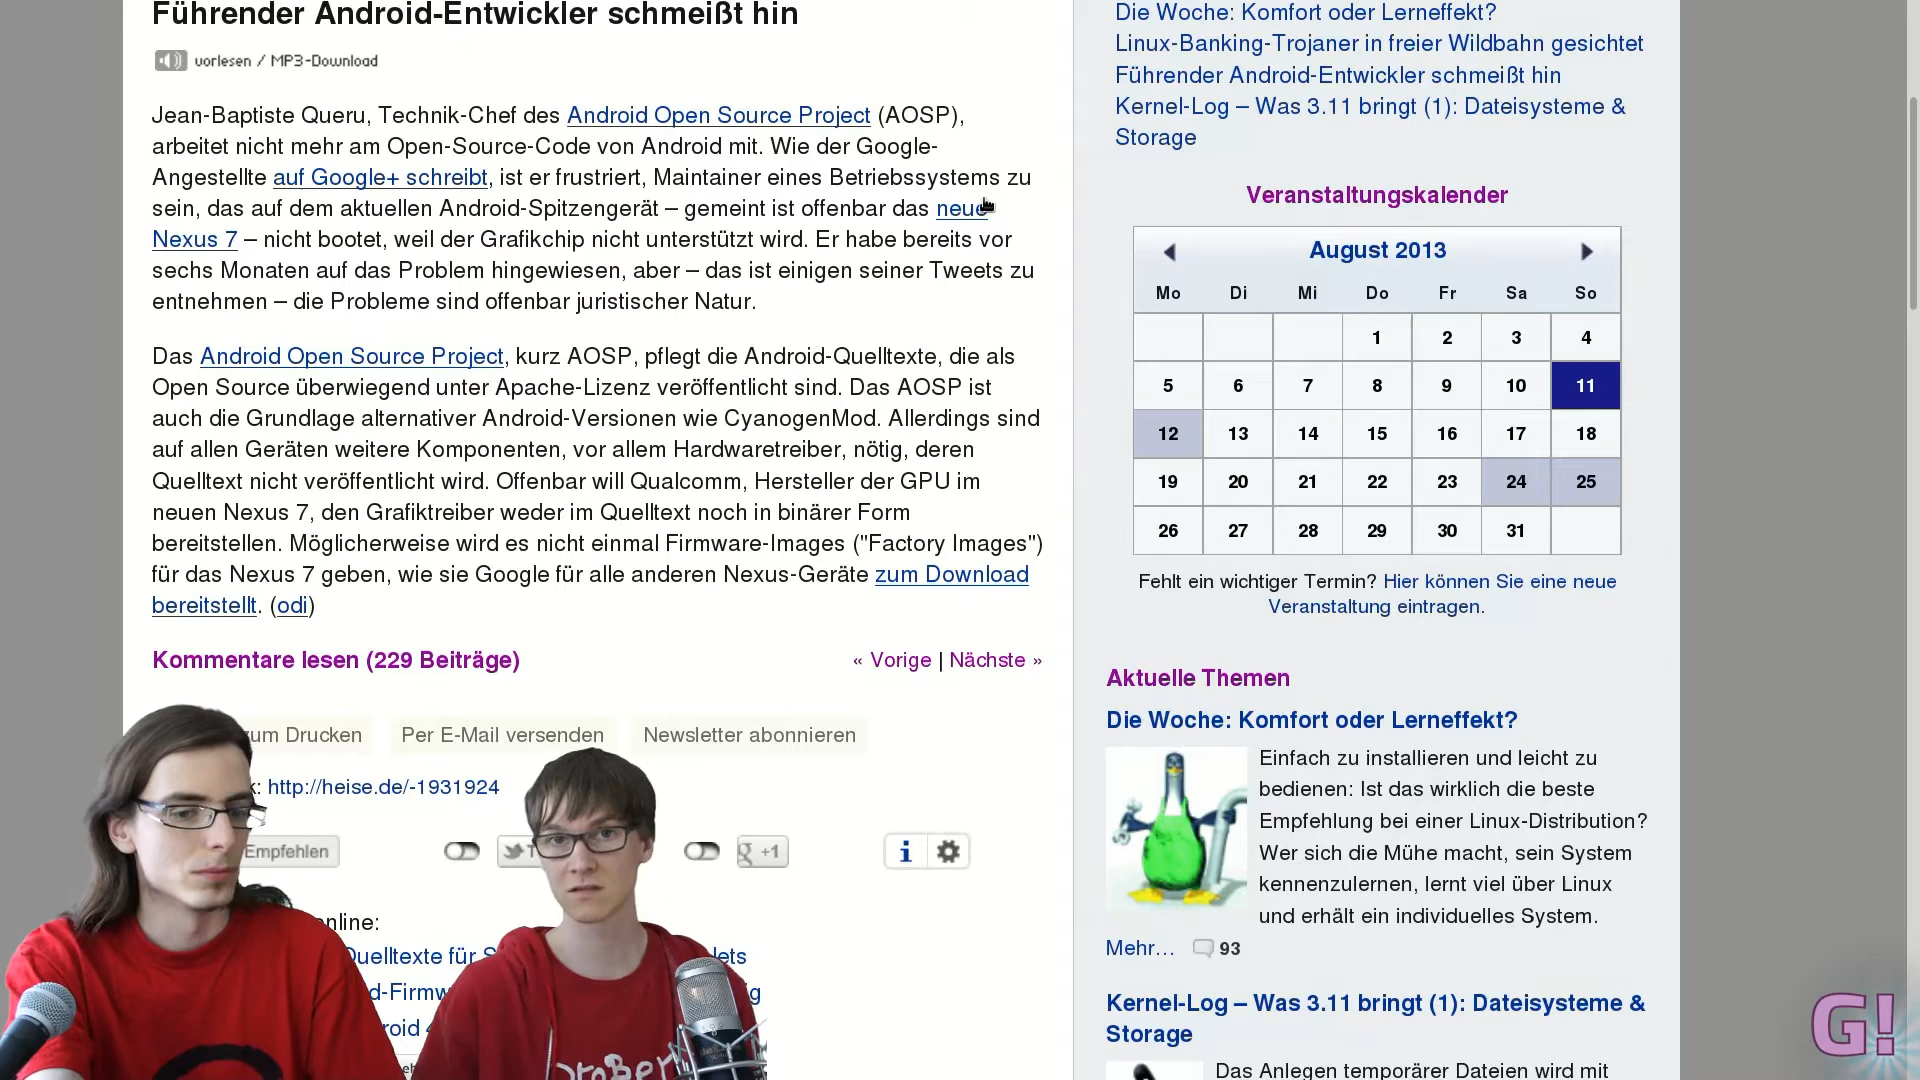 Führender Android-Entwickler schmeißt hin
vorlesen / MP3-Download
Jean-Baptiste Queru, Technik-Chef des Android Open Source Project (AOSP),
arbeitet nicht mehr am Open-Source-Code von Android mit. Wie der Google-
Angestellte auf Google+ schreibt, ist er frustriert, Maintainer eines Betriebssystems zu
sein, das auf dem aktuellen Android-Spitzengerät – gemeint ist offenbar das neue
Nexus 7 – nicht bootet, weil der Grafikchip nicht unterstützt wird. Er habe bereits vor
sechs Monaten auf das Problem hingewiesen, aber – das ist einigen seiner Tweets zu
entnehmen – die Probleme sind offenbar juristischer Natur.
Das Android Open Source Project, kurz AOSP, pflegt die Android-Quelltexte, die als
Open Source überwiegend unter Apache-Lizenz veröffentlicht sind. Das AOSP ist
auch die Grundlage alternativer Android-Versionen wie CyanogenMod. Allerdings sind
auf allen Geräten weitere Komponenten, vor allem Hardwaretreiber, nötig, deren
Quelltext nicht veröffentlicht wird. Offenbar will Qualcomm, Hersteller der GPU im
neuen Nexus 7, den Grafiktreiber weder im Quelltext noch in binärer Form
bereitstellen. Möglicherweise wird es nicht einmal Firmware-Images ("Factory Images")
für das Nexus 7 geben, wie sie Google für alle anderen Nexus-Geräte zum Download
bereitstellt. (odi)
Kommentare lesen (229 Beiträge)
« Vorige | Nächste »
zum Drucken
Per E-Mail versenden
Newsletter abonnieren
http://heise.de/-1931924
Empfehlen
g +1
i
Quelltexte für
Die Woche: Komfort oder Lerneffekt?
Linux-Banking-Trojaner in freier Wildbahn gesichtet
Führender Android-Entwickler schmeißt hin
Kernel-Log – Was 3.11 bringt (1): Dateisysteme &
Storage
Veranstaltungskalender
August 2013
Mo Di Mi Do Fr Sa So
1 2 3 4
5 6 7 8 9 10 11
12 13 14 15 16 17 18
19 20 21 22 23 24 25
26 27 28 29 30 31
Fehlt ein wichtiger Termin? Hier können Sie eine neue
Veranstaltung eintragen.
Aktuelle Themen
Die Woche: Komfort oder Lerneffekt?
Einfach zu installieren und leicht zu
bedienen: Ist das wirklich die beste
Empfehlung bei einer Linux-Distribution?
Wer sich die Mühe macht, sein System
kennenzulernen, lernt viel über Linux
und erhält ein individuelles System.
Mehr… 93
Kernel-Log – Was 3.11 bringt (1): Dateisysteme &
Storage
Das Anlegen temporärer Dateien wird mit
G!